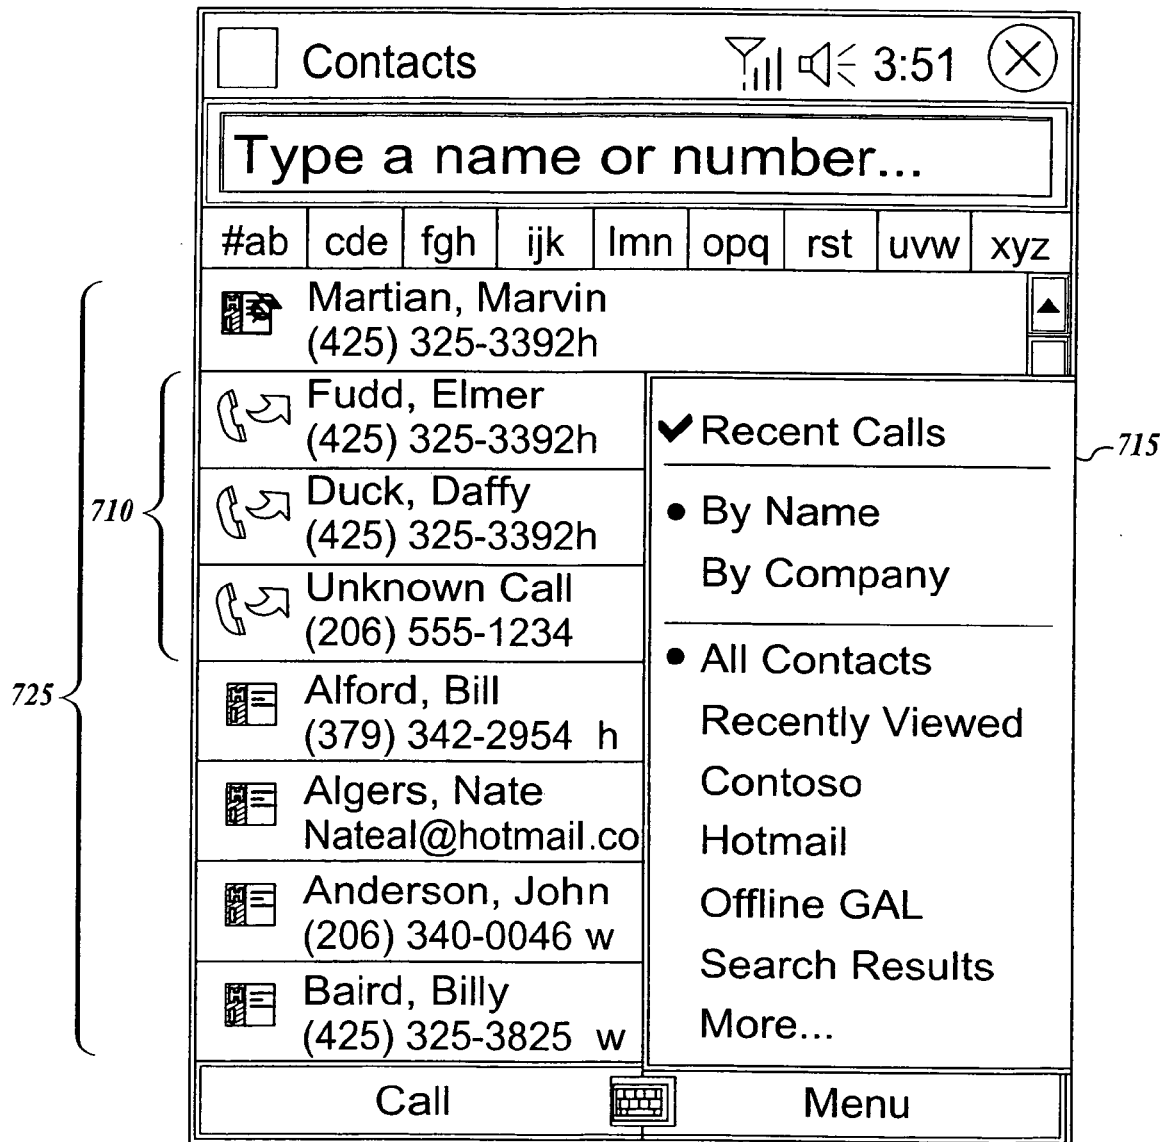 Contacts 3:51
Type a name or number...
#ab cde fgh ijk lmn opq rst uvw xyz
Martian, Marvin
(425) 325-3392h
Fudd, Elmer
(425) 325-3392h
Duck, Daffy
(425) 325-3392h
Unknown Call
(206) 555-1234
Alford, Bill
(379) 342-2954 h
Algers, Nate
Nateal@hotmail.co
Anderson, John
(206) 340-0046 w
Baird, Billy
(425) 325-3825 w
Recent Calls
By Name
By Company
All Contacts
Recently Viewed
Contoso
Hotmail
Offline GAL
Search Results
More...
Call Menu
710
715
725